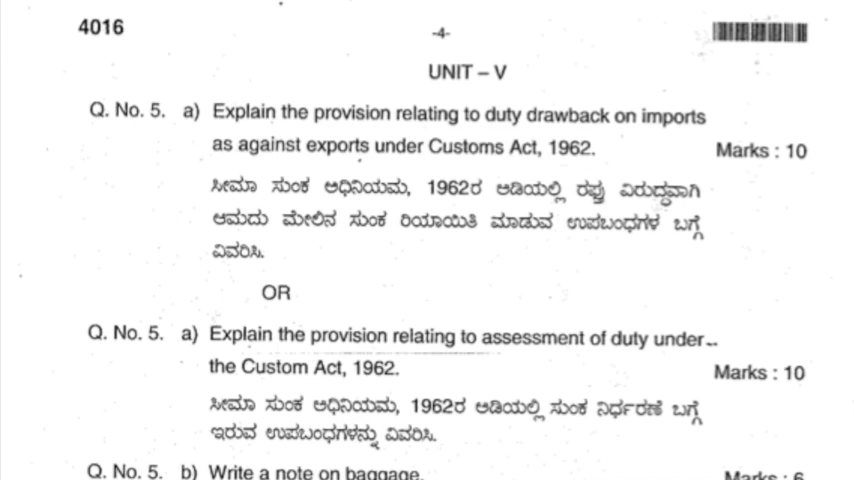 4016
-4-
UNIT – V
Q. No. 5. a) Explain the provision relating to duty drawback on imports
as against exports under Customs Act, 1962. Marks : 10
ಸೀಮಾ ಸುಂಕ ಅಧಿನಿಯಮ, 1962ರ ಅಡಿಯಲ್ಲಿ ರಫ್ತು ವಿರುದ್ಧವಾಗಿ
ಆಮದು ಮೇಲಿನ ಸುಂಕ ರಿಯಾಯಿತಿ ಮಾಡುವ ಉಪಬಂಧಗಳ ಬಗ್ಗೆ
ವಿವರಿಸಿ.
OR
Q. No. 5. a) Explain the provision relating to assessment of duty under
the Custom Act, 1962. Marks : 10
ಸೀಮಾ ಸುಂಕ ಅಧಿನಿಯಮ, 1962ರ ಅಡಿಯಲ್ಲಿ ಸುಂಕ ನಿರ್ಧರಣೆ ಬಗ್ಗೆ
ಇರುವ ಉಪಬಂಧಗಳನ್ನು ವಿವರಿಸಿ.
Q. No. 5. b) Write a note on baggage. Marks : 6